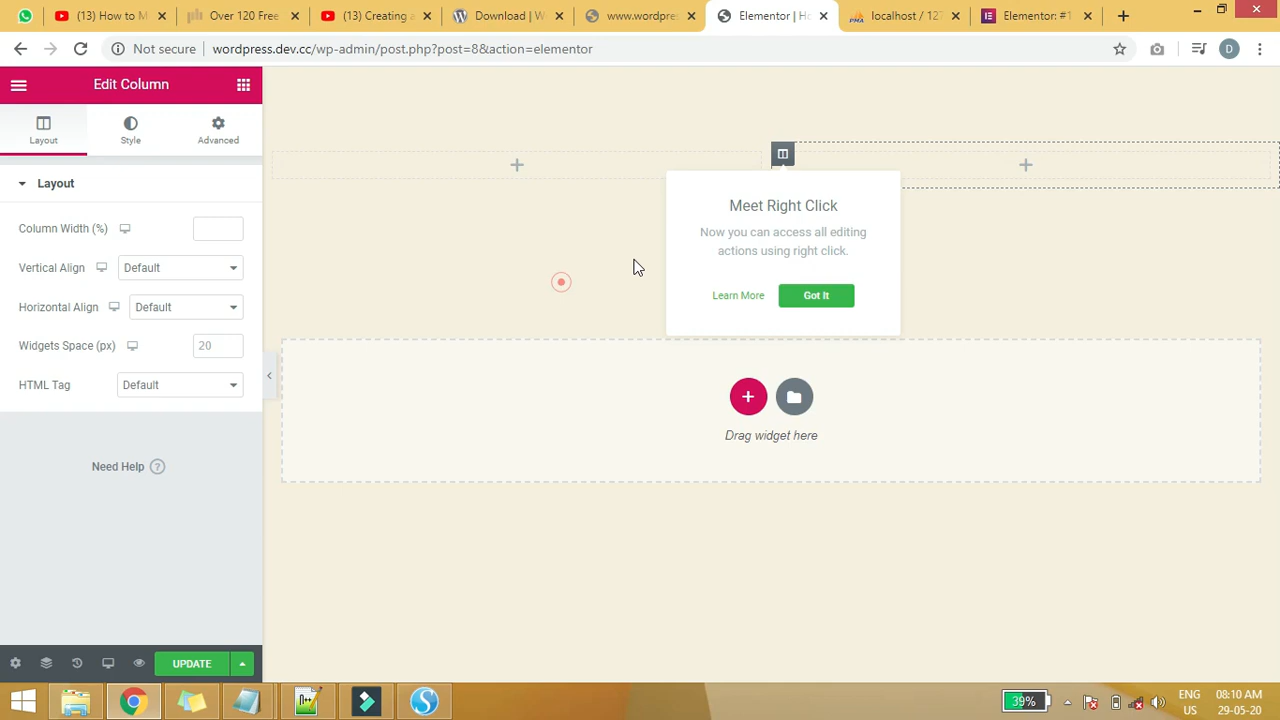 (13) How to M
Over 120 Free
(13) Creating a
Download | W
www.wordpres
Elementor | H
localhost / 127
Elementor: #1
Not secure
wordpress.dev.cc/wp-admin/post.php?post=8&action=elementor
D
Edit Column
Layout
Style
Advanced
Layout
Column Width (%)
Vertical Align
Default
Horizontal Align
Default
Widgets Space (px)
20
HTML Tag
Default
Need Help
?
UPDATE
Meet Right Click
Now you can access all editing
actions using right click.
Learn More
Got It
Drag widget here
39%
ENG
US
08:10 AM
29-05-20